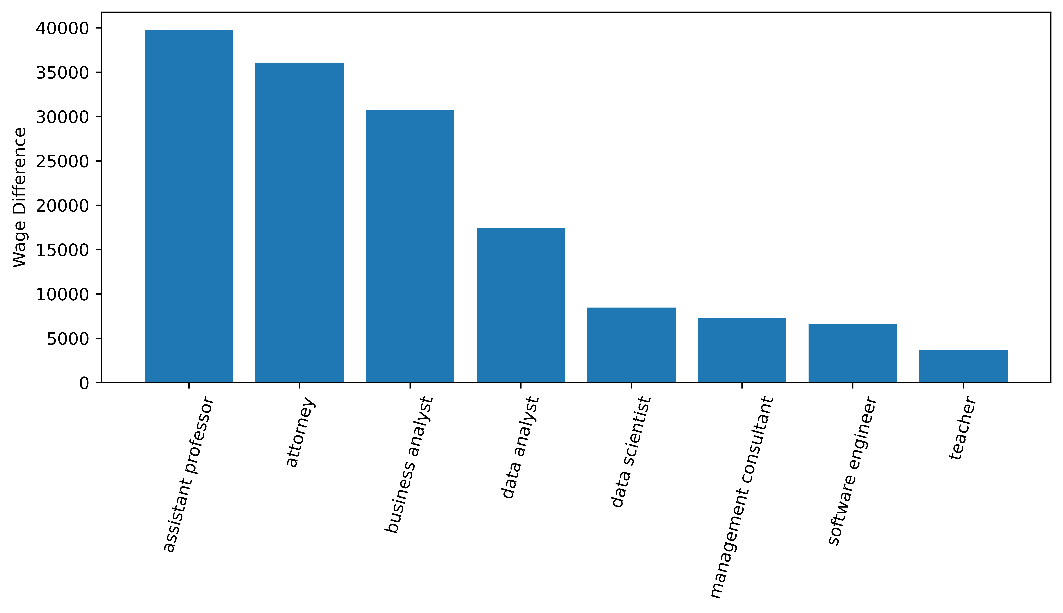 40000
35000
30000
25000
20000
15000
10000
5000
0
Wage Difference
assistant professor
attorney
business analyst
data analyst
data scientist
management consultant
software engineer
teacher